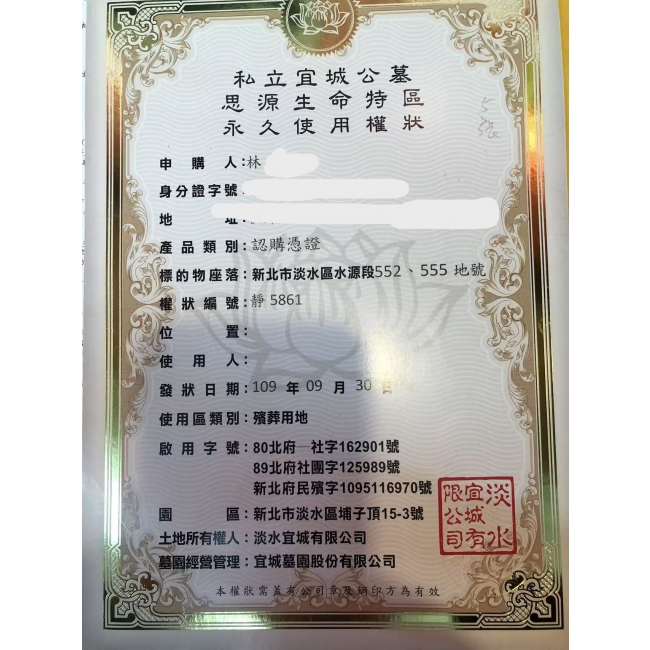 私立宜城公墓
思源生命特區
永久使用權狀
5張
申購人：林
身分證字號：
地址：
產品類別：認購憑證
標的物座落：新北市淡水區水源段552、555地號
權狀編號：靜5861
位置：
使用人：
發狀日期：109年09月30日
使用區類別：殯葬用地
啟用字號：80北府一社字162901號
89北府社團字125989號
新北府民殯字1095116970號
園區：新北市淡水區埔子頂15-3號
土地所有權人：淡水宜城有限公司
墓園經營管理：宜城墓園股份有限公司
淡水宜城有限公司
本權狀需蓋有公司章及鋼印方為有效